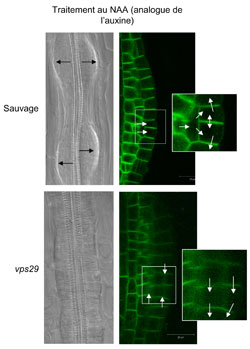 Traitement au NAA (analogue de
l'auxine)
Sauvage
vps29